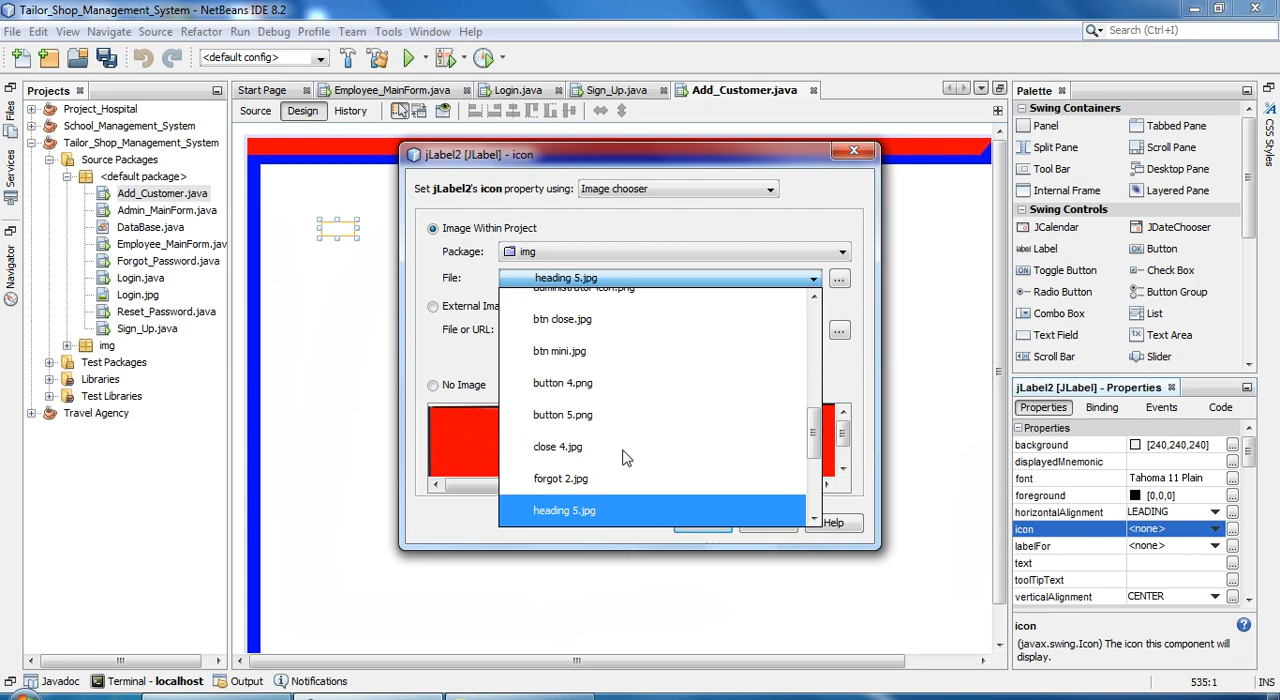 Tailor_Shop_Management_System - NetBeans IDE 8.2
File Edit View Navigate Source Refactor Run Debug Profile Team Tools Window Help
Search (Ctrl+I)
<default config>
Projects
Start Page
Employee_MainForm.java
Login.java
Sign_Up.java
Add_Customer.java
Palette
Source
Design
History
Files
Services
Navigator
CSS Styles
Project_Hospital
School_Management_System
Tailor_Shop_Management_System
Source Packages
<default package>
Add_Customer.java
Admin_MainForm.java
DataBase.java
Employee_MainForm.jav
Forgot_Password.java
Login.java
Login.jpg
Reset_Password.java
Sign_Up.java
img
Test Packages
Libraries
Test Libraries
Travel Agency
jLabel2 [JLabel] - icon
Set jLabel2's icon property using:
Image chooser
Image Within Project
Package:
img
File:
heading 5.jpg
administrator icon.png
btn close.jpg
btn mini.jpg
button 4.png
button 5.png
close 4.jpg
forgot 2.jpg
heading 5.jpg
External Ima
File or URL:
No Image
Help
Swing Containers
Panel
Tabbed Pane
Split Pane
Scroll Pane
Tool Bar
Desktop Pane
Internal Frame
Layered Pane
Swing Controls
JCalendar
JDateChooser
Label
Button
Toggle Button
Check Box
Radio Button
Button Group
Combo Box
List
Text Field
Text Area
Scroll Bar
Slider
jLabel2 [JLabel] - Properties
Properties
Binding
Events
Code
Properties
background [240,240,240]
displayedMnemonic
font Tahoma 11 Plain
foreground [0,0,0]
horizontalAlignment LEADING
icon <none>
labelFor <none>
text
toolTipText
verticalAlignment CENTER
icon
(javax.swing.Icon) The icon this component will
display.
Javadoc
Terminal - localhost
Output
Notifications
535:1
INS